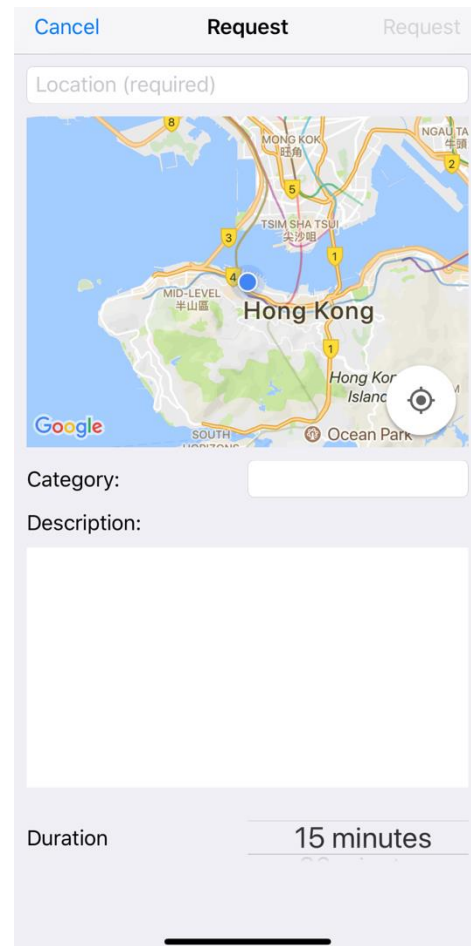 Cancel Request Request
Location (required)
8
MONG KOK
旺角
NGAU TA
牛頭
2
5
TSIM SHA TSUI
尖沙咀
3
1
4
MID-LEVEL
半山區
Hong Kong
1
Hong Kor
Islanc
Google
SOUTH
Ocean Park
Category:
Description:
Duration
15 minutes